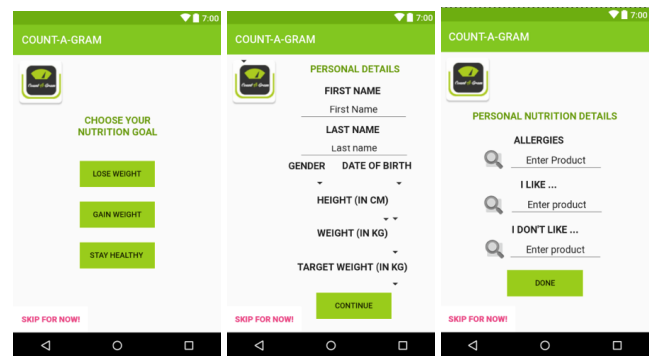 7:00
COUNT-A-GRAM
Count-A-Gram
CHOOSE YOUR
NUTRITION GOAL
LOSE WEIGHT
GAIN WEIGHT
STAY HEALTHY
SKIP FOR NOW!
7:00
COUNT-A-GRAM
Count-A-Gram
PERSONAL DETAILS
FIRST NAME
First Name
LAST NAME
Last name
GENDER DATE OF BIRTH
HEIGHT (IN CM)
WEIGHT (IN KG)
TARGET WEIGHT (IN KG)
CONTINUE
SKIP FOR NOW!
7:00
COUNT-A-GRAM
Count-A-Gram
PERSONAL NUTRITION DETAILS
ALLERGIES
Enter Product
I LIKE ...
Enter product
I DON'T LIKE ...
Enter product
DONE
SKIP FOR NOW!